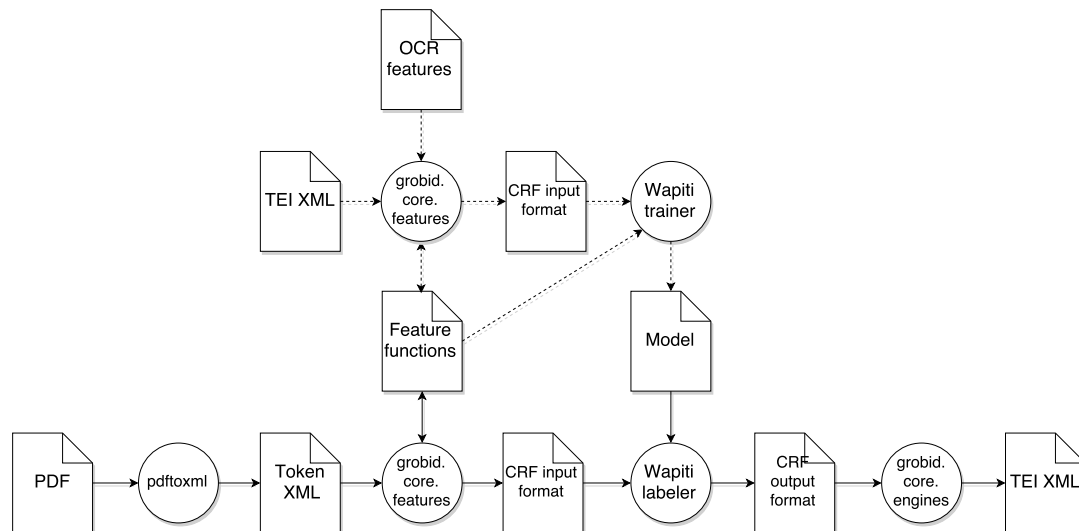 OCR
features
TEI XML
grobid.
core.
features
CRF input
format
Wapiti
trainer
Feature
functions
Model
PDF
pdftoxml
Token
XML
grobid.
core.
features
CRF input
format
Wapiti
labeler
CRF
output
format
grobid.
core.
engines
TEI XML